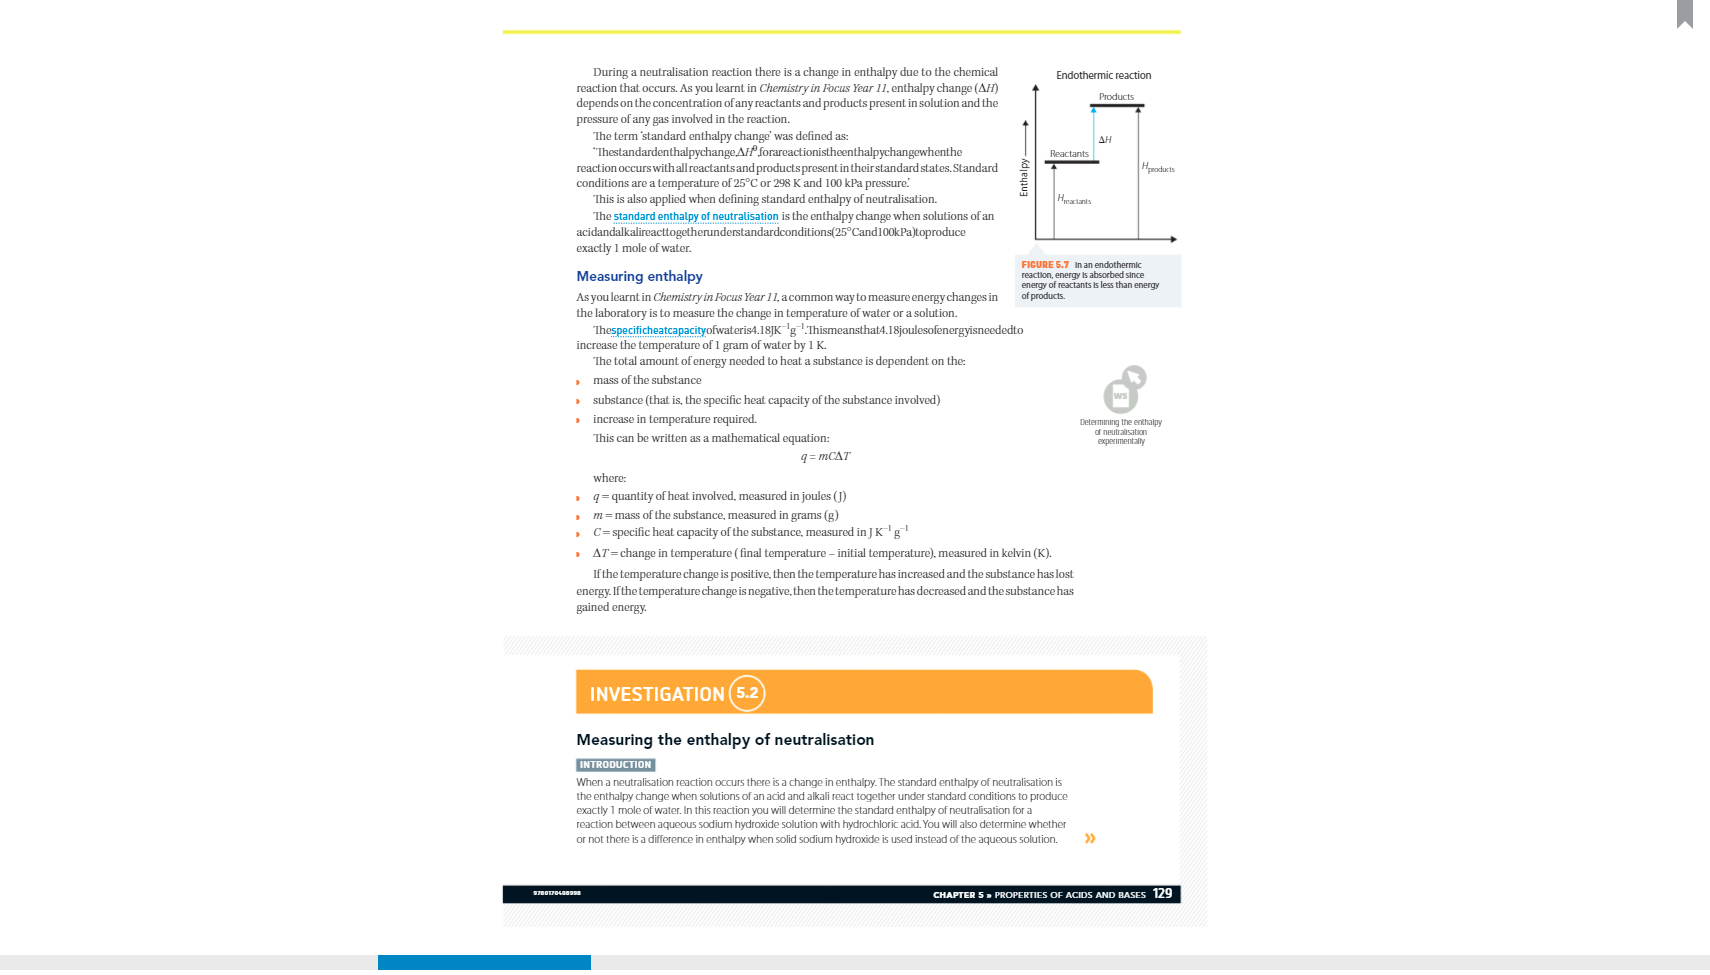 During a neutralisation reaction there is a change in enthalpy due to the chemical
reaction that occurs. As you learnt in Chemistry in Focus Year 11, enthalpy change (ΔH)
depends on the concentration of any reactants and products present in solution and the
pressure of any gas involved in the reaction.
The term ‘standard enthalpy change’ was defined as:
‘The standard enthalpy change, ΔH⁰, for a reaction is the enthalpy change when the
reaction occurs with all reactants and products present in their standard states. Standard
conditions are a temperature of 25°C or 298 K and 100 kPa pressure.’
This is also applied when defining standard enthalpy of neutralisation.
The standard enthalpy of neutralisation is the enthalpy change when solutions of an
acid and alkali react together under standard conditions (25°C and 100 kPa) to produce
exactly 1 mole of water.
Measuring enthalpy
As you learnt in Chemistry in Focus Year 11, a common way to measure energy changes in
the laboratory is to measure the change in temperature of water or a solution.
The specific heat capacity of water is 4.18 J K⁻¹ g⁻¹. This means that 4.18 joules of energy is needed to
increase the temperature of 1 gram of water by 1 K.
The total amount of energy needed to heat a substance is dependent on the:
mass of the substance
substance (that is, the specific heat capacity of the substance involved)
increase in temperature required.
This can be written as a mathematical equation:
q = mCΔT
where:
q = quantity of heat involved, measured in joules (J)
m = mass of the substance, measured in grams (g)
C = specific heat capacity of the substance, measured in J K⁻¹ g⁻¹
ΔT = change in temperature (final temperature – initial temperature), measured in kelvin (K).
If the temperature change is positive, then the temperature has increased and the substance has lost
energy. If the temperature change is negative, then the temperature has decreased and the substance has
gained energy.
Endothermic reaction
Products
ΔH
Reactants
Hproducts
Enthalpy
Hreactants
FIGURE 5.7 In an endothermic
reaction, energy is absorbed since
energy of reactants is less than energy
of products.
WS
Determining the enthalpy
of neutralisation
experimentally
INVESTIGATION 5.2
Measuring the enthalpy of neutralisation
INTRODUCTION
When a neutralisation reaction occurs there is a change in enthalpy. The standard enthalpy of neutralisation is
the enthalpy change when solutions of an acid and alkali react together under standard conditions to produce
exactly 1 mole of water. In this reaction you will determine the standard enthalpy of neutralisation for a
reaction between aqueous sodium hydroxide solution with hydrochloric acid. You will also determine whether
or not there is a difference in enthalpy when solid sodium hydroxide is used instead of the aqueous solution. »
9780170408998
CHAPTER 5 » PROPERTIES OF ACIDS AND BASES 129